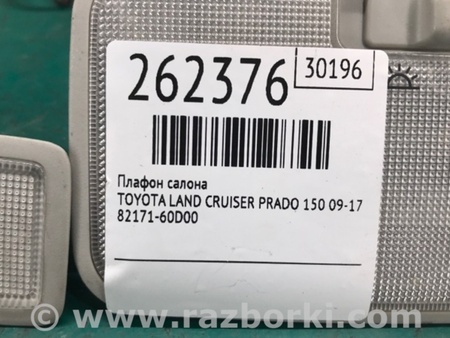 262376
30196
Плафон салона
TOYOTA LAND CRUISER PRADO 150 09-17
82171-60D00
© www.razborki.com